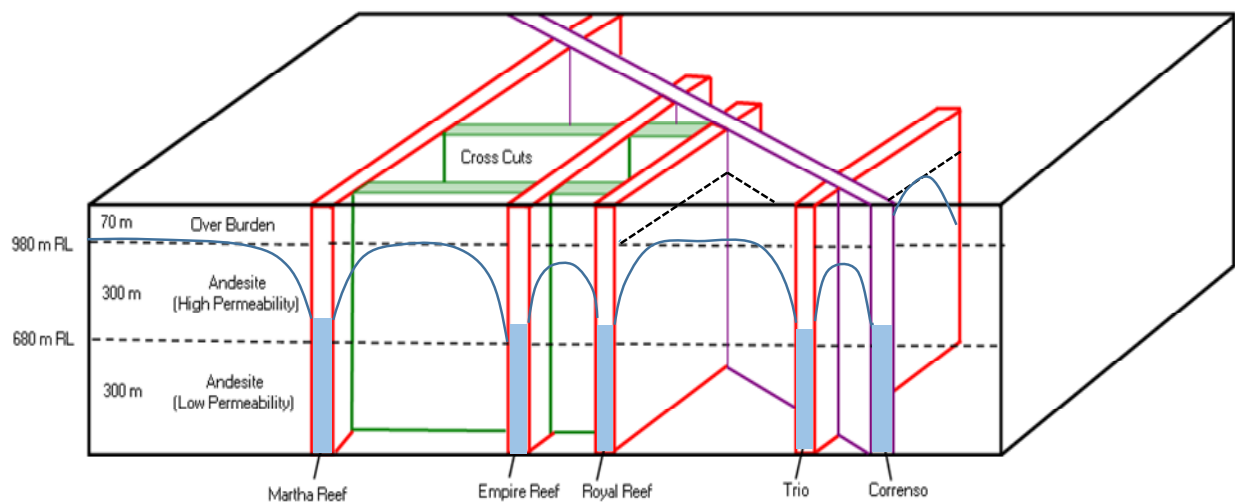 Cross Cuts
70 m
Over Burden
980 m RL
300 m
Andesite
(High Permeability)
680 m RL
300 m
Andesite
(Low Permeability)
Martha Reef
Empire Reef
Royal Reef
Trio
Correnso